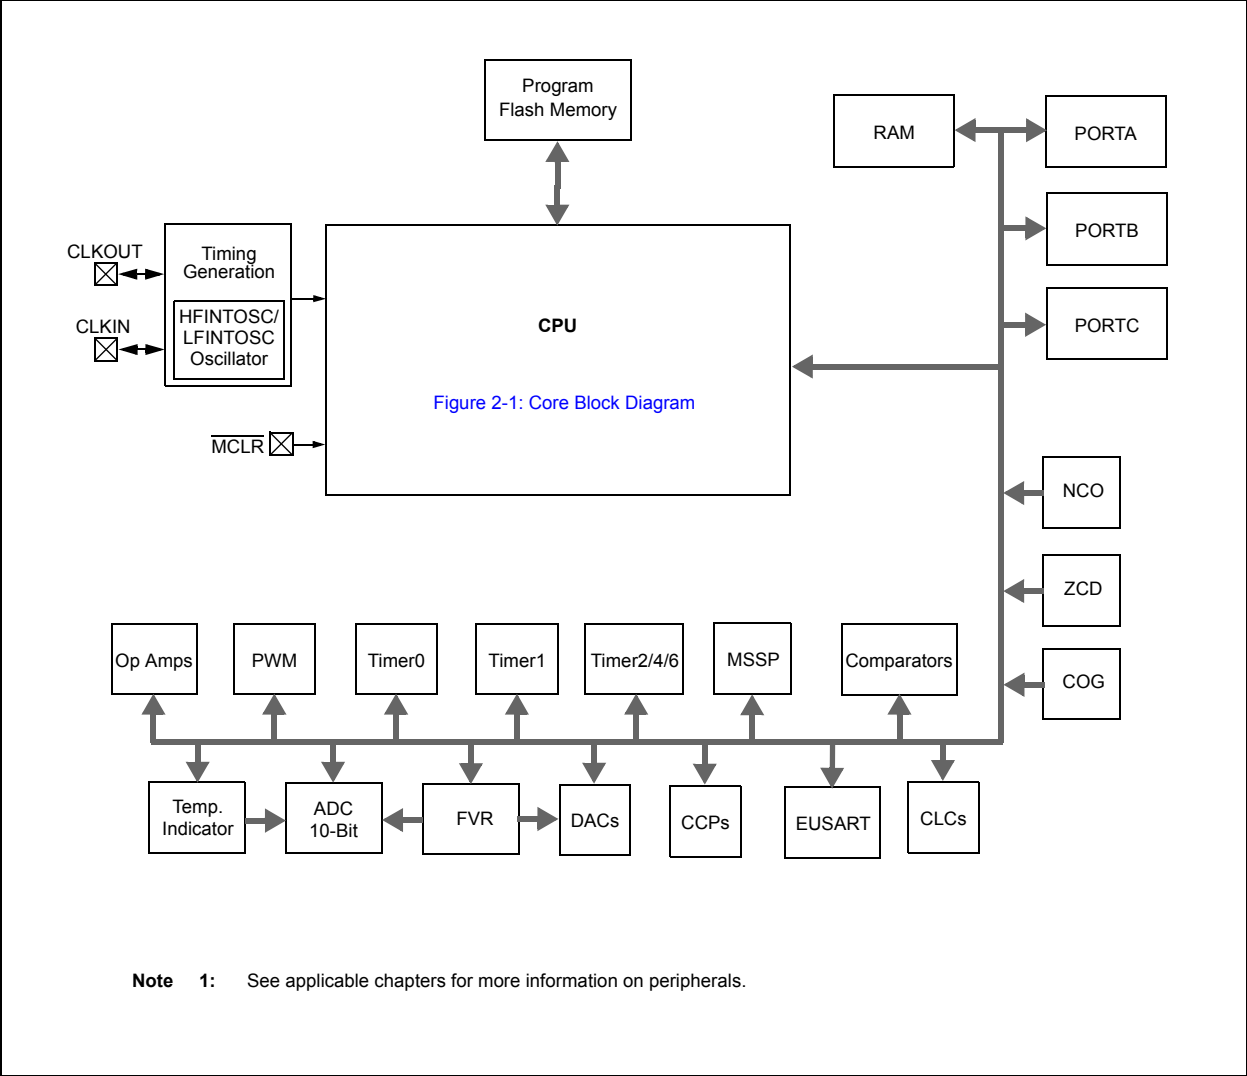 Program
Flash Memory
RAM
PORTA
PORTB
PORTC
CLKOUT
CLKIN
Timing
Generation
HFINTOSC/
LFINTOSC
Oscillator
MCLR
CPU
Figure 2-1: Core Block Diagram
NCO
ZCD
COG
Op Amps
PWM
Timer0
Timer1
Timer2/4/6
MSSP
Comparators
Temp.
Indicator
ADC
10-Bit
FVR
DACs
CCPs
EUSART
CLCs
Note 1: See applicable chapters for more information on peripherals.